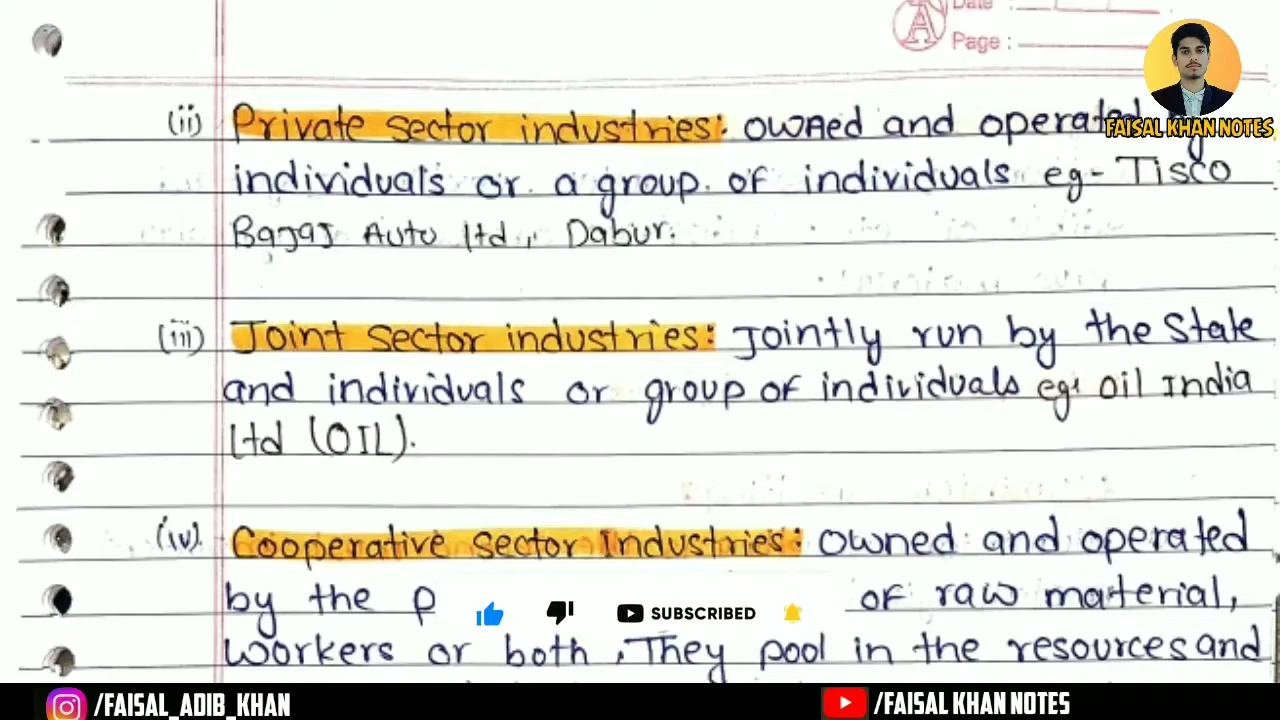 Date :
Page :
FAISAL KHAN NOTES
(ii) Private sector industries: owned and operated
individuals or a group of individuals eg- Tisco
Bajaj Auto ltd, Dabur.
(iii) Joint sector industries: Jointly run by the State
and individuals or group of individuals eg: Oil India
Ltd (OIL).
(iv). Cooperative sector Industries: Owned and operated
by the p of raw material,
SUBSCRIBED
workers or both, They pool in the resources and
/FAISAL_ADIB_KHAN
/FAISAL KHAN NOTES